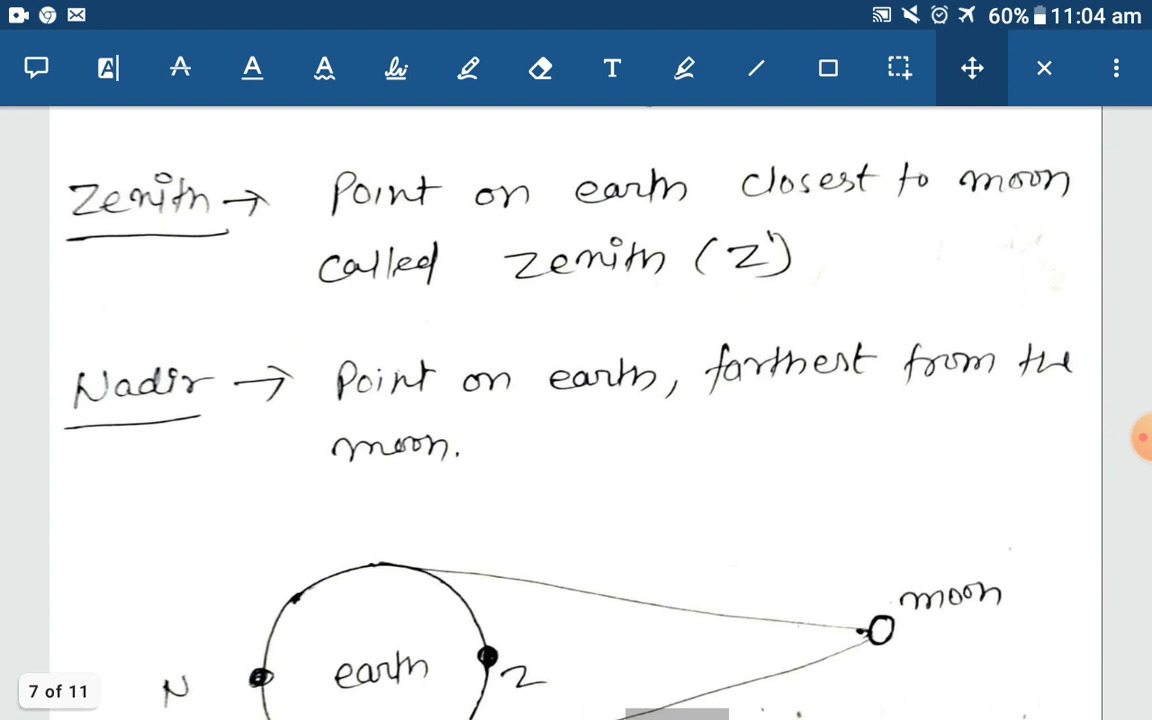 60% 11:04 am
Zenith → Point on earth closest to moon
called zenith (Z')
Nadir → Point on earth, farthest from the
moon.
moon
earth
Z
N
7 of 11